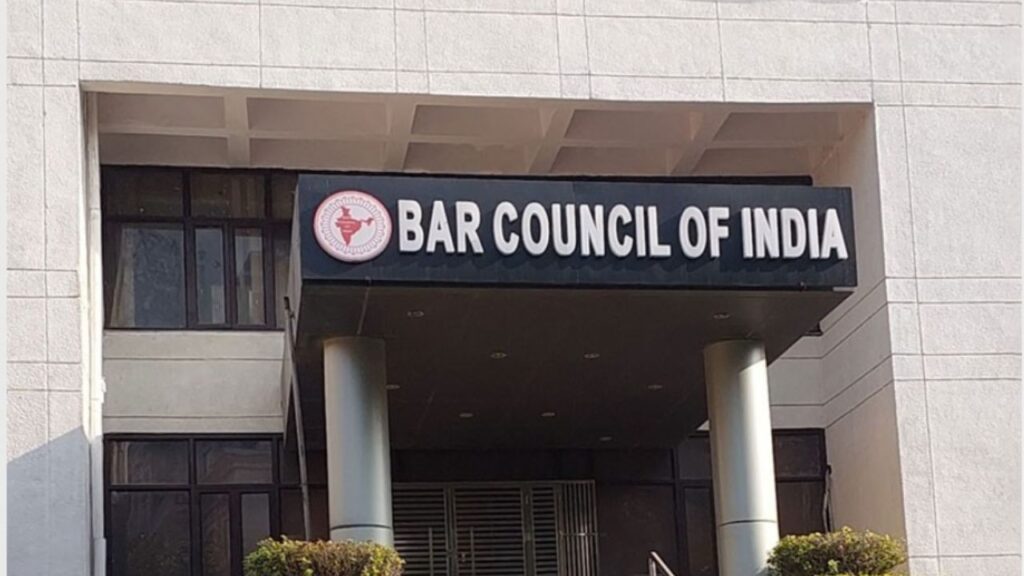 BAR COUNCIL OF INDIA